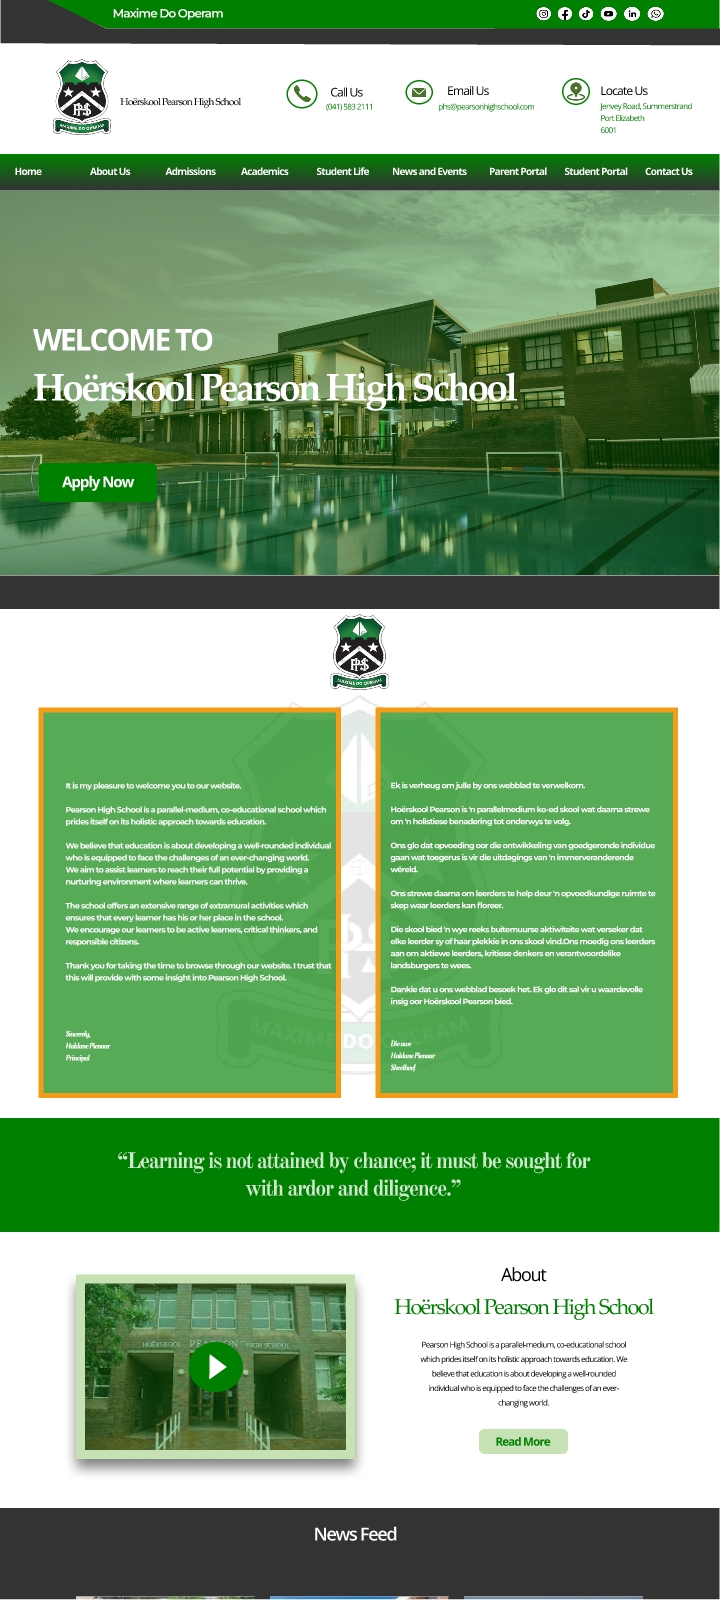 Maxime Do Operam
MAXIME DO OPERAM
Hoërskool Pearson High School
Call Us
(041) 583 2111
Email Us
phs@pearsonhighschool.com
Locate Us
Jenvey Road, Summerstrand
Port Elizabeth
6001
Home About Us Admissions Academics Student Life News and Events Parent Portal Student Portal Contact Us
WELCOME TO
Hoërskool Pearson High School
Apply Now
MAXIME DO OPERAM
It is my pleasure to welcome you to our website.
Pearson High School is a parallel-medium, co-educational school which
prides itself on its holistic approach towards education.
We believe that education is about developing a well-rounded individual
who is equipped to face the challenges of an ever-changing world.
We aim to assist learners to reach their full potential by providing a
nurturing environment where learners can thrive.
The school offers an extensive range of extramural activities which
ensures that every learner has his or her place in the school.
We encourage our learners to be active learners, critical thinkers, and
responsible citizens.
Thank you for taking the time to browse through our website. I trust that
this will provide with some insight into Pearson High School.
Sincerely,
Haldane Plenaar
Principal
Ek is verheug om julle by ons webblad te verwelkom.
Hoërskool Pearson is 'n parallelmedium ko-ed skool wat daarna strewe
om 'n holistiese benadering tot onderwys te volg.
Ons glo dat opvoeding oor die ontwikkeling van goedgeronde individue
gaan wat toegerus is vir die uitdagings van 'n immerveranderende
wêreld.
Ons strewe daarna om leerders te help deur 'n opvoedkundige ruimte te
skep waar leerders kan floreer.
Die skool bied 'n wye reeks buitemuurse aktiwiteite wat verseker dat
elke leerder sy of haar plekkie in ons skool vind.Ons moedig ons leerders
aan om aktiewe leerders, kritiese denkers en verantwoordelike
landsburgers te wees.
Dankie dat u ons webblad besoek het. Ek glo dit sal vir u waardevolle
insig oor Hoërskool Pearson bied.
Die uwe
Haldane Plenaar
Skoolhoof
MAXIME DO OPERAM
“Learning is not attained by chance; it must be sought for
with ardor and diligence.”
HOËRSKOOL PEARSON HIGH SCHOOL
About
Hoërskool Pearson High School
Pearson High School is a parallel-medium, co-educational school
which prides itself on its holistic approach towards education. We
believe that education is about developing a well-rounded
individual who is equipped to face the challenges of an ever-
changing world.
Read More
News Feed